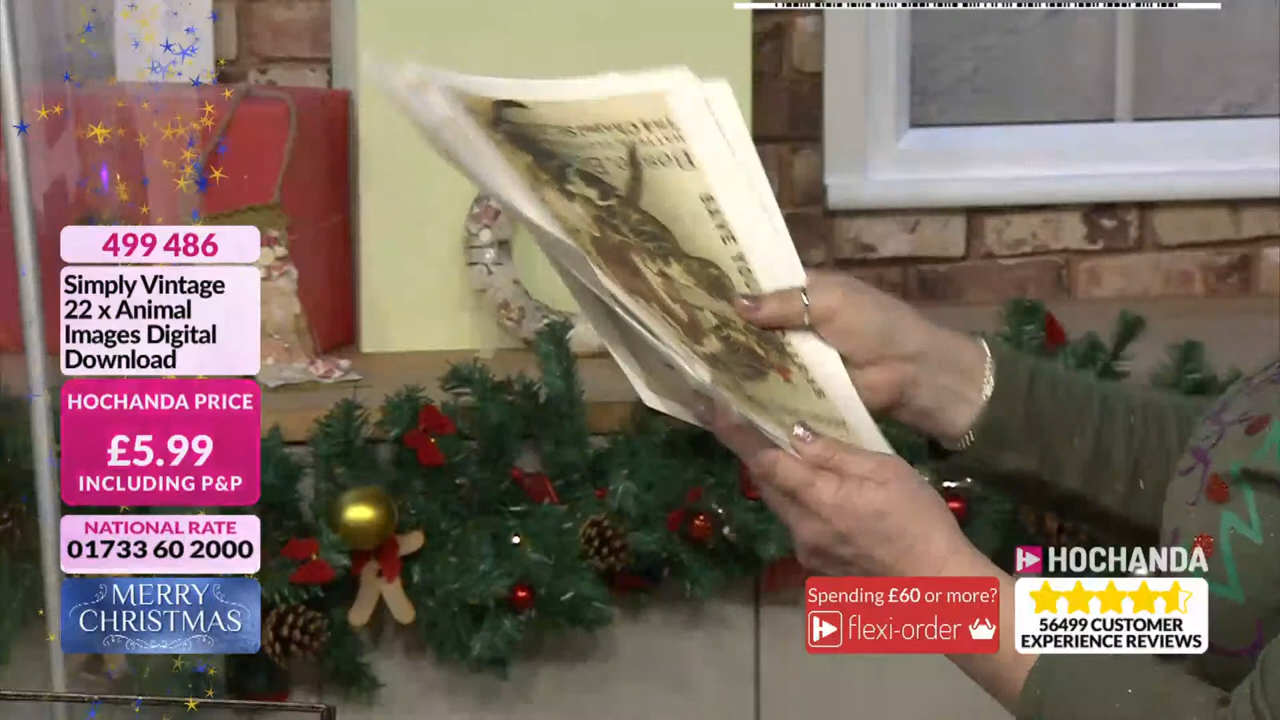 499 486
Simply Vintage
22 x Animal
Images Digital
Download
HOCHANDA PRICE
£5.99
INCLUDING P&P
NATIONAL RATE
01733 60 2000
MERRY
CHRISTMAS
HOCHANDA
Spending £60 or more?
flexi-order
56499 CUSTOMER
EXPERIENCE REVIEWS